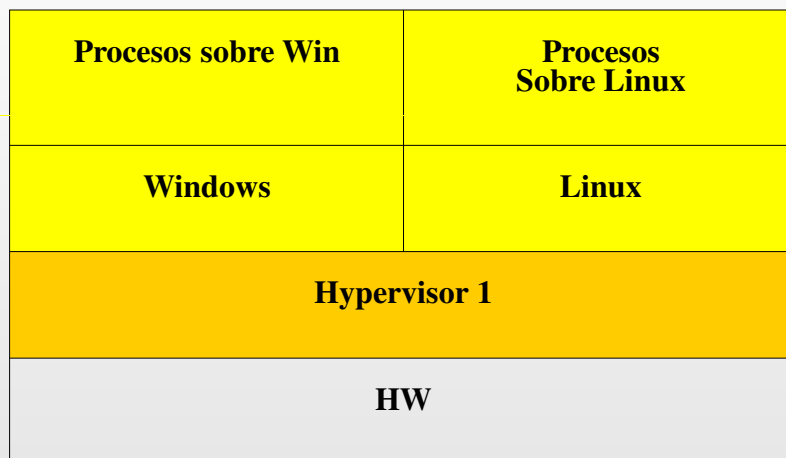 Procesos sobre Win
Procesos
Sobre Linux
Windows
Linux
Hypervisor 1
HW